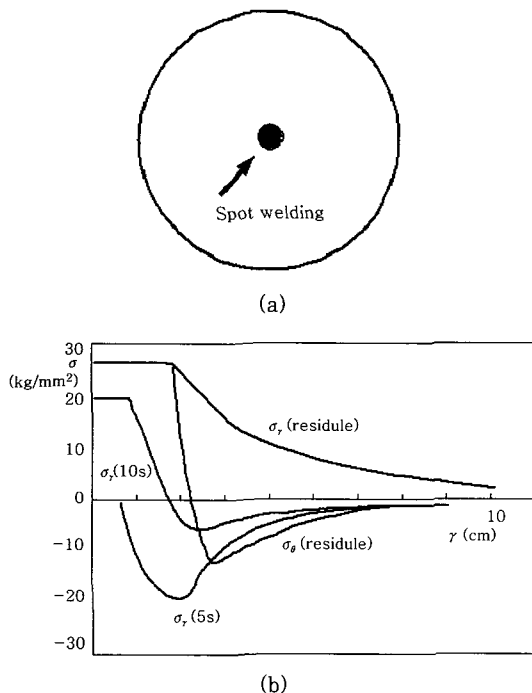 Spot welding
(a)
30
σ
(kg/mm²)
20
10
0
-10
-20
-30
σr (residule)
σr(10s)
σθ (residule)
σr (5s)
10
γ (cm)
(b)